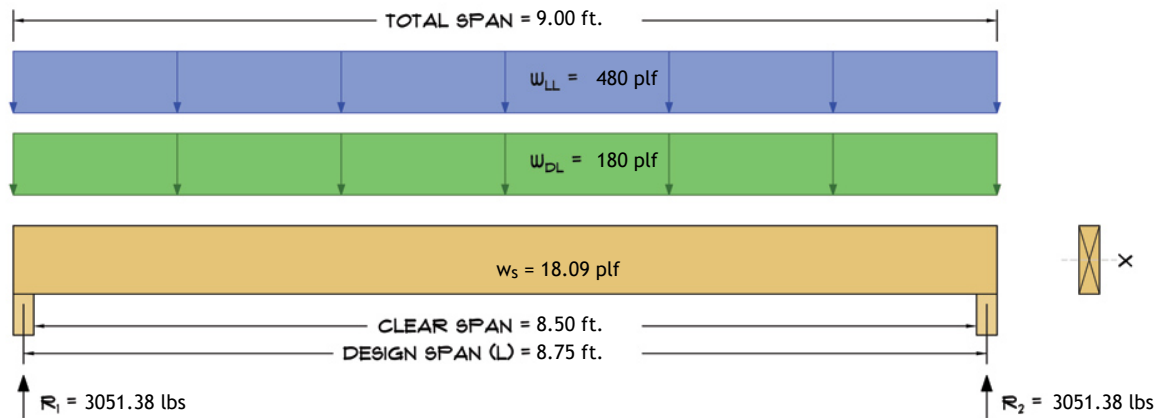 TOTAL SPAN = 9.00 ft.
WLL = 480 plf
WDL = 180 plf
ws = 18.09 plf
X
CLEAR SPAN = 8.50 ft.
DESIGN SPAN (L) = 8.75 ft.
R1 = 3051.38 lbs
R2 = 3051.38 lbs